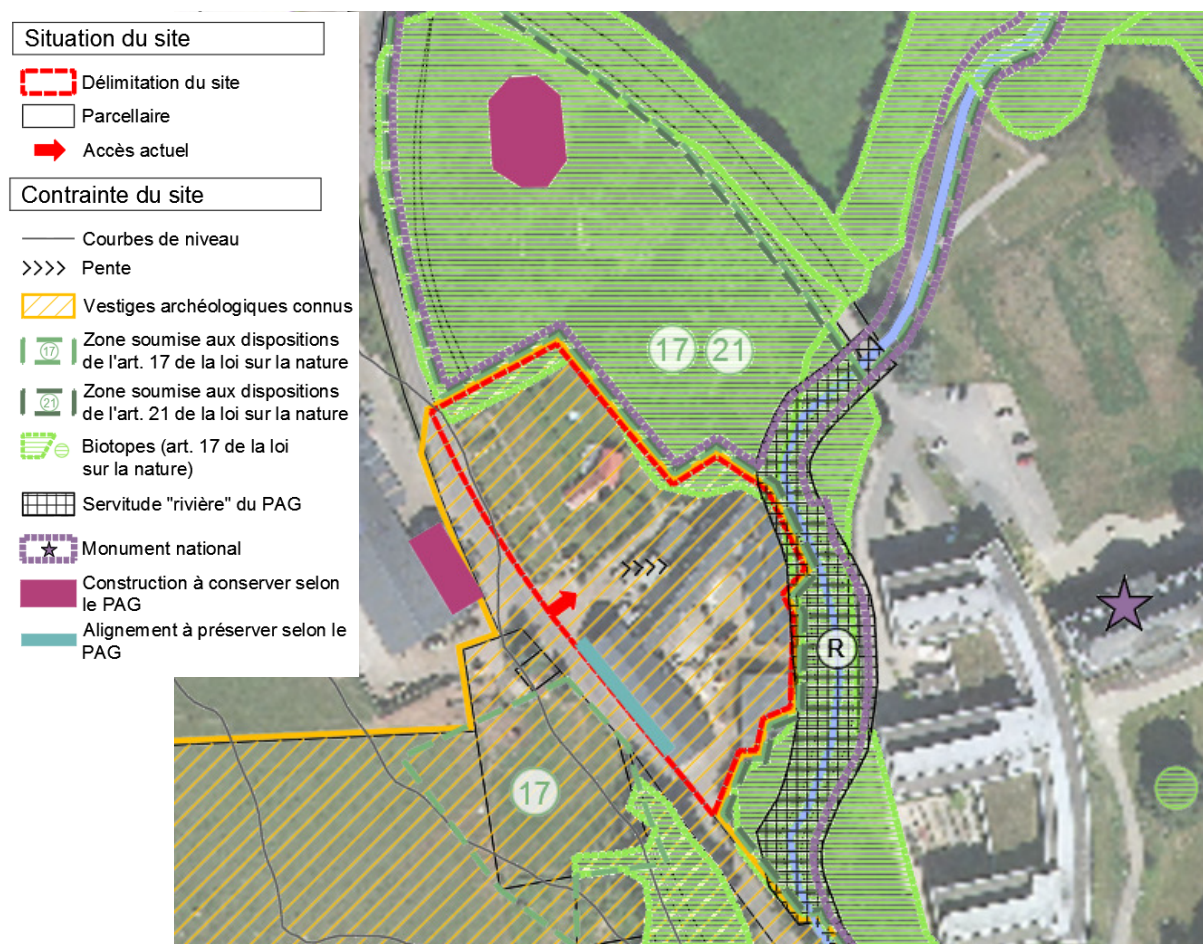 Situation du site
Délimitation du site
Parcellaire
Accès actuel
Contrainte du site
Courbes de niveau
Pente
Vestiges archéologiques connus
17
Zone soumise aux dispositions
de l'art. 17 de la loi sur la nature
21
Zone soumise aux dispositions
de l'art. 21 de la loi sur la nature
Biotopes (art. 17 de la loi
sur la nature)
Servitude "rivière" du PAG
Monument national
Construction à conserver selon
le PAG
Alignement à préserver selon le
PAG
17 21
R
17